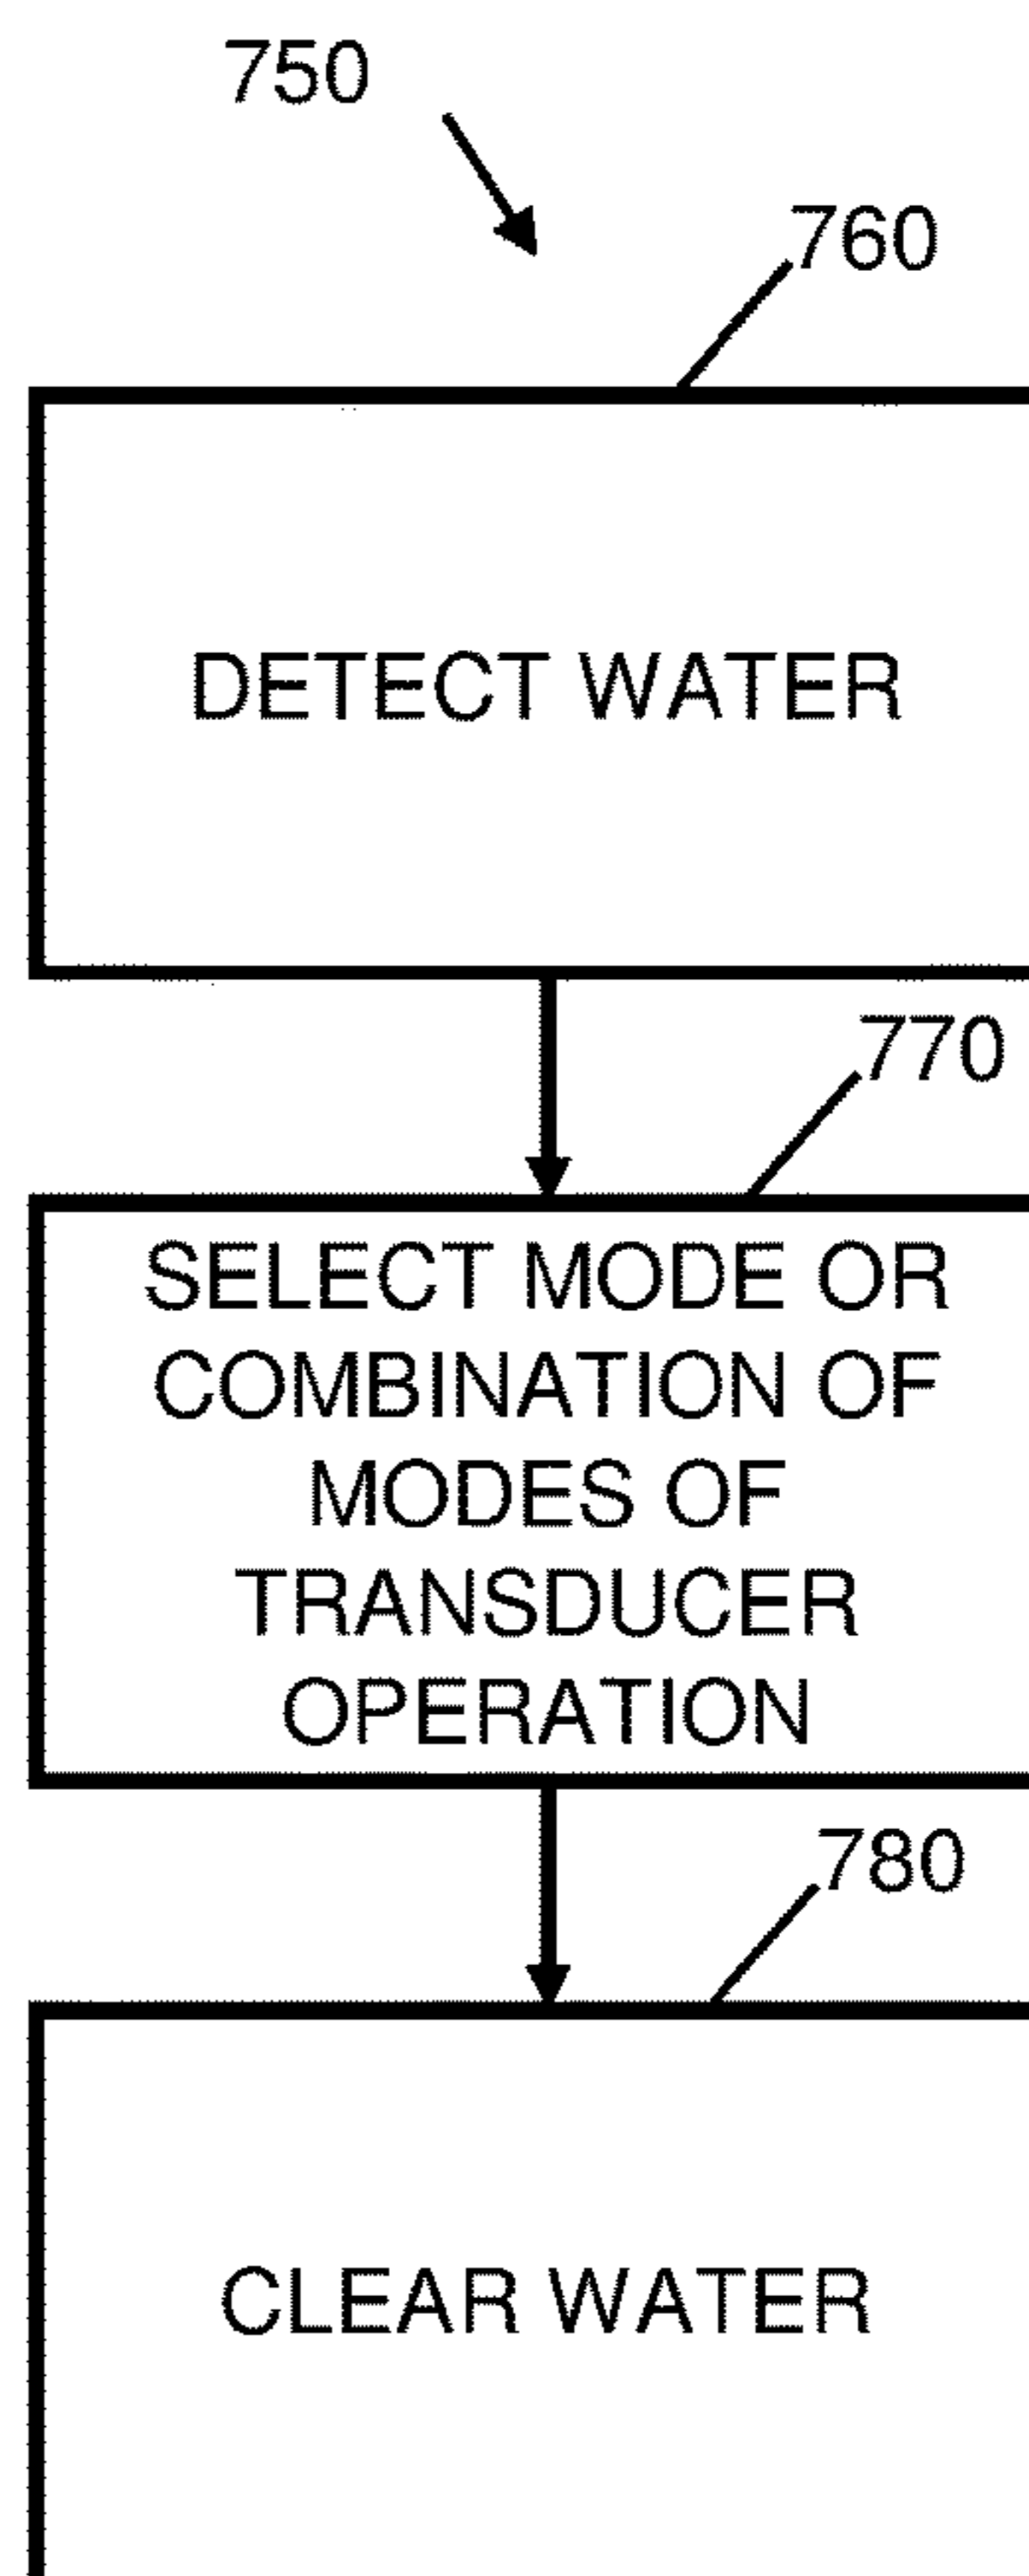 750
760
DETECT WATER
770
SELECT MODE OR
COMBINATION OF
MODES OF
TRANSDUCER
OPERATION
780
CLEAR WATER